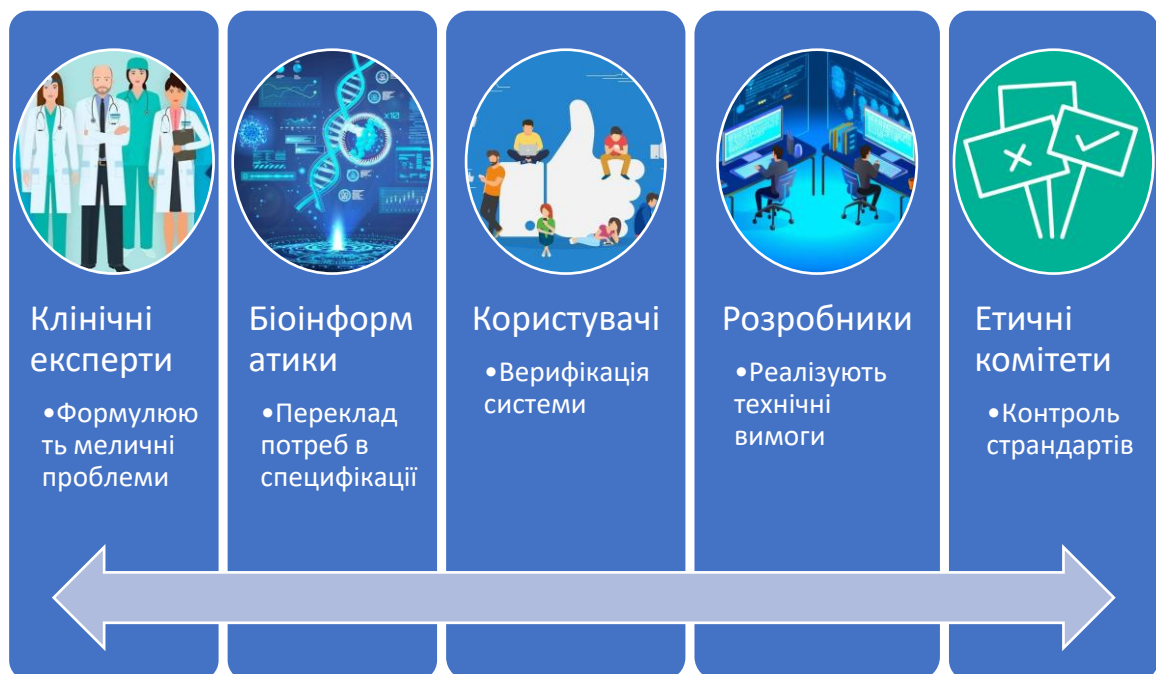 Клінічні
експерти
•Формулюю
ть меличні
проблеми
Біоінформ
атики
•Переклад
потреб в
специфікації
Користувачі
•Верифікація
системи
Розробники
•Реалізують
технічні
вимоги
Етичні
комітети
•Контроль
страндартів